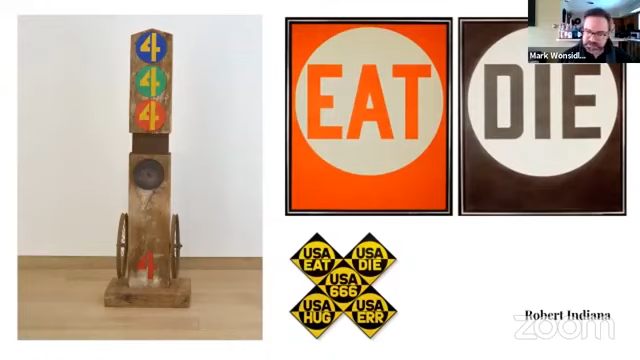 4
4
4
4
EAT
DIE
Mark Wonsidl...
USA
EAT
USA
DIE
USA
666
USA
HUG
USA
ERR
Robert Indiana
zoom